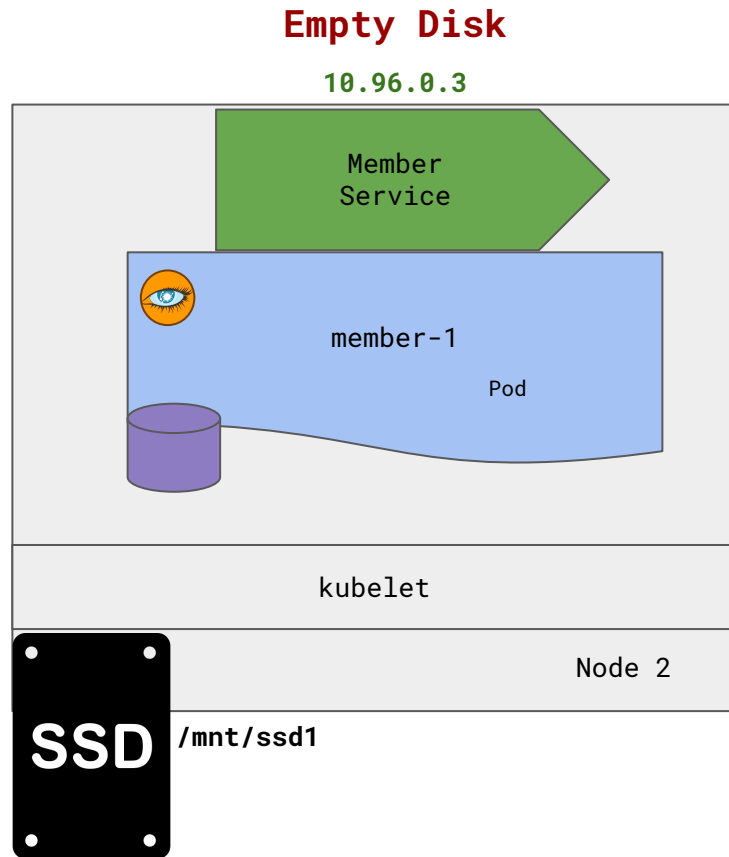 Empty Disk
10.96.0.3
Member
Service
member-1
Pod
kubelet
Node 2
SSD
/mnt/ssd1